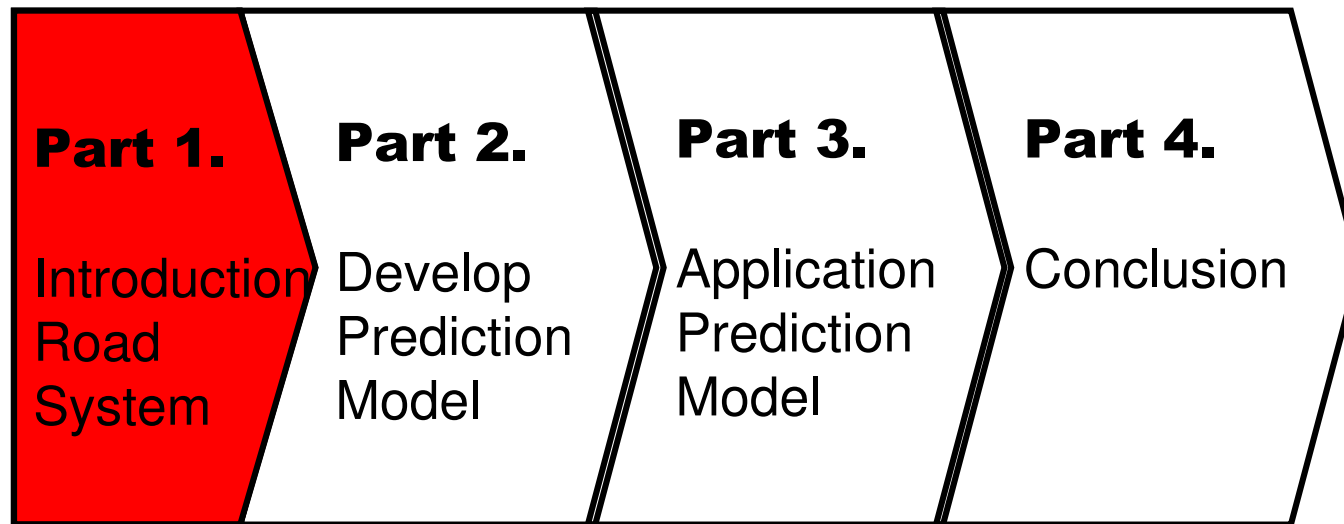 Part 1.
Introduction
Road
System
Part 2.
Develop
Prediction
Model
Part 3.
Application
Prediction
Model
Part 4.
Conclusion